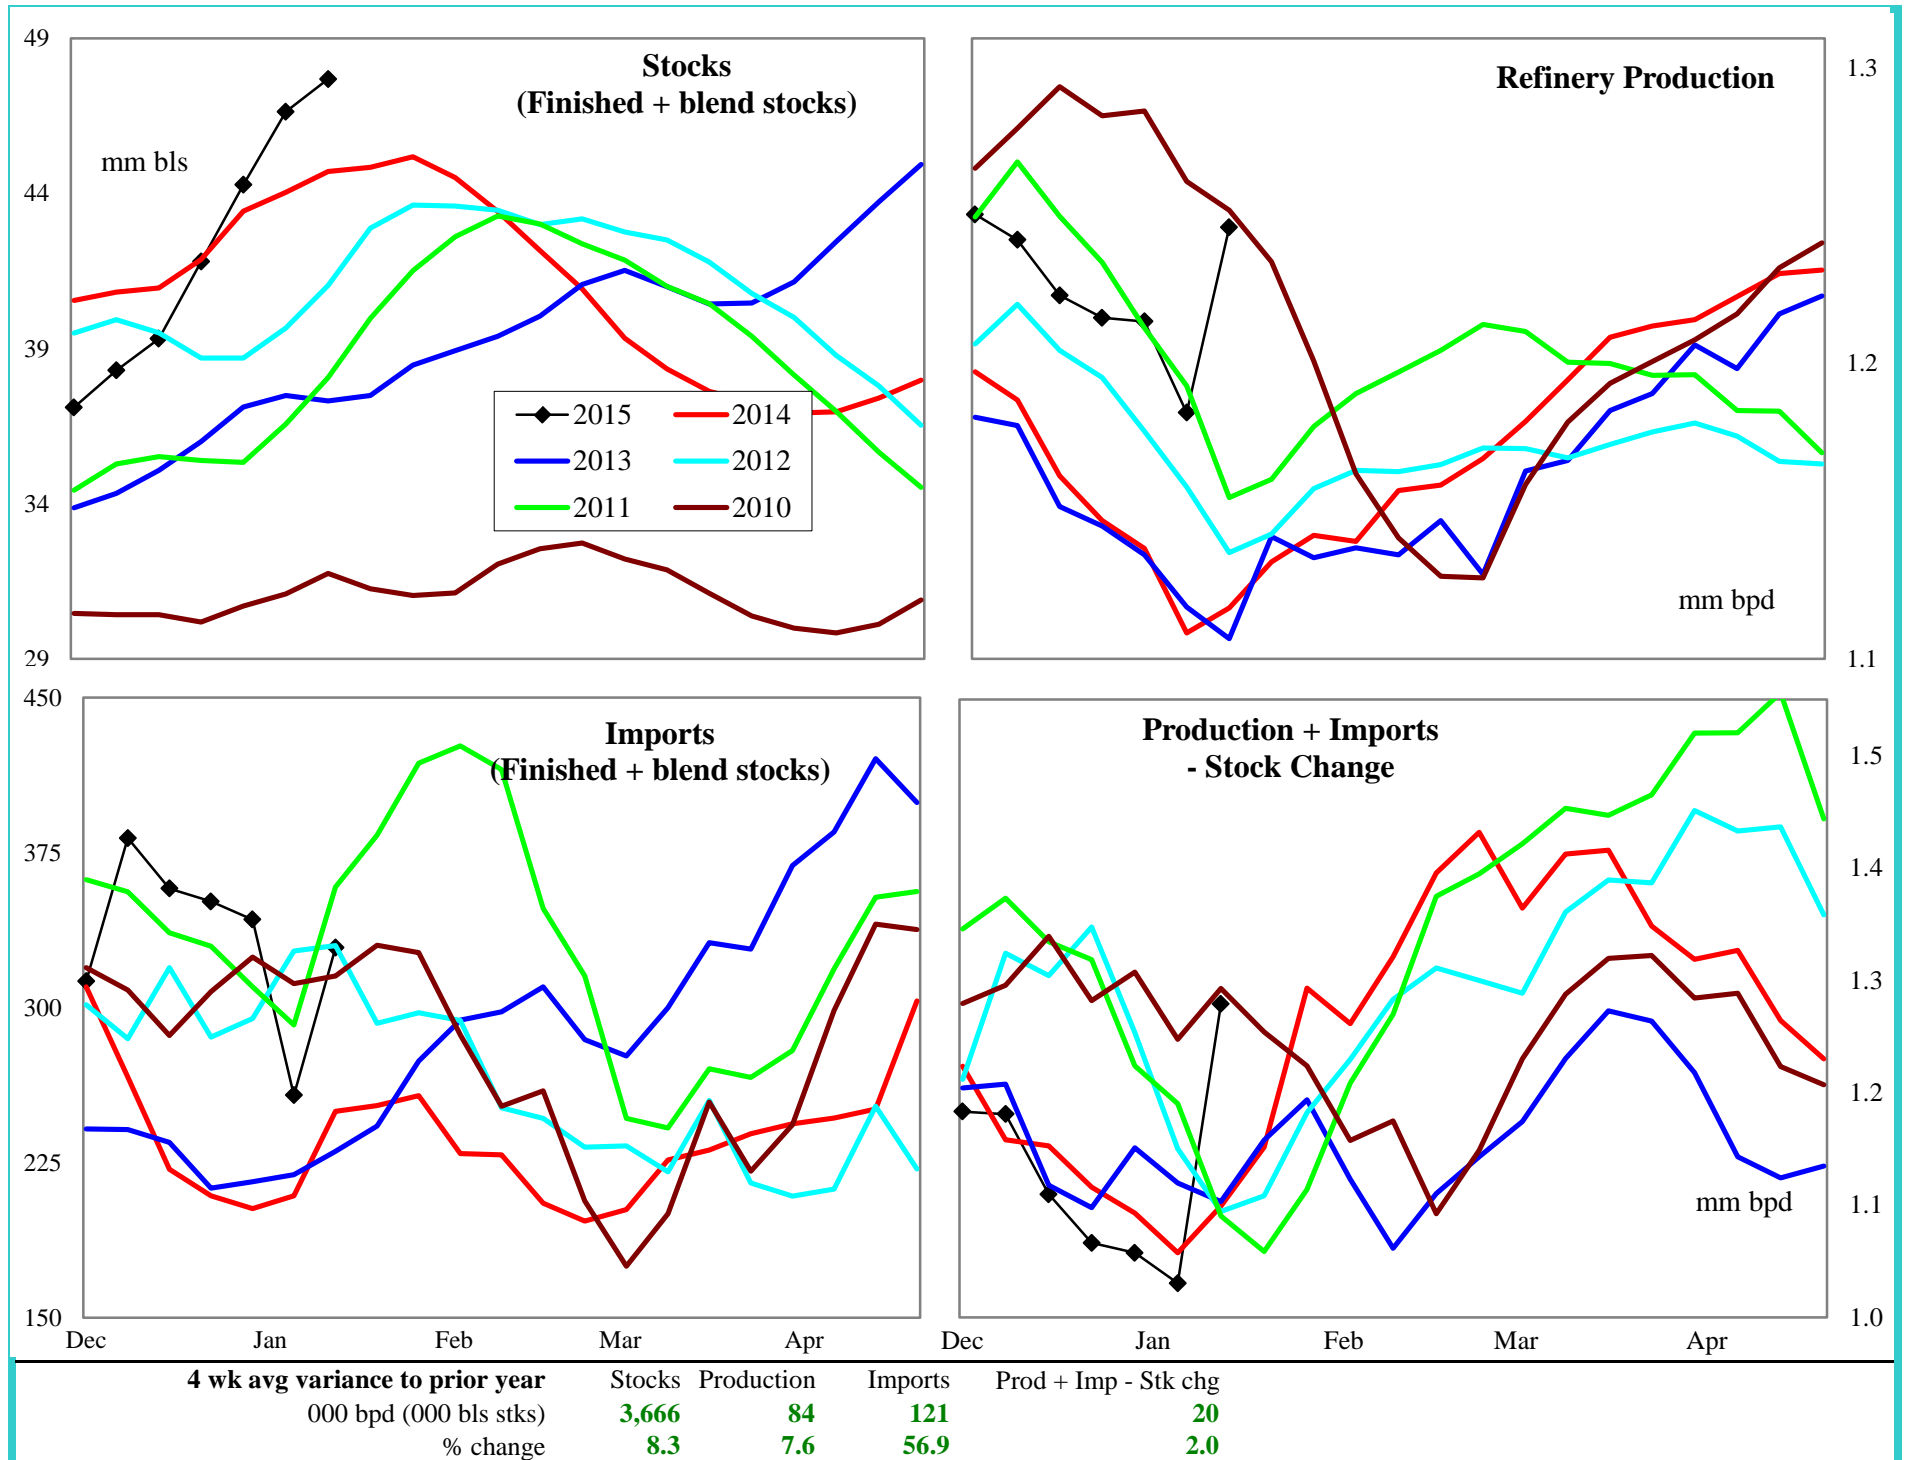 49
44
39
34
29
Stocks
(Finished + blend stocks)
mm bls
2015
2014
2013
2012
2011
2010
Refinery Production
mm bpd
1.3
1.2
1.1
450
375
300
225
150
Imports
(Finished + blend stocks)
Dec Jan Feb Mar Apr
Production + Imports
- Stock Change
mm bpd
1.5
1.4
1.3
1.2
1.1
1.0
Dec Jan Feb Mar Apr
4 wk avg variance to prior year Stocks Production Imports Prod + Imp - Stk chg
000 bpd (000 bls stks) 3,666 84 121 20
% change 8.3 7.6 56.9 2.0